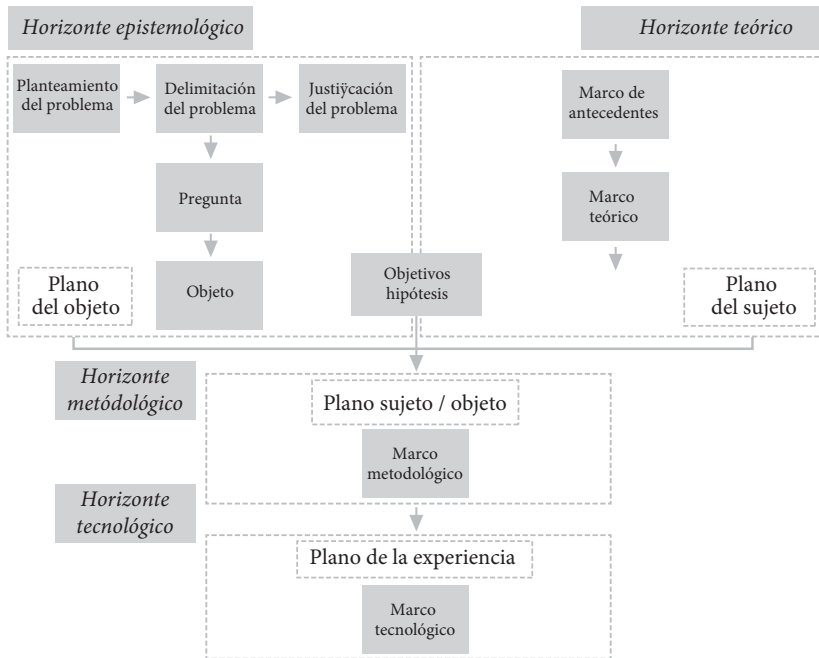 Horizonte epistemológico
Horizonte teórico
Planteamiento
del problema
Delimitación
del problema
Justiÿcación
del problema
Marco de
antecedentes
Pregunta
Marco
teórico
Plano
del objeto
Objeto
Objetivos
hipótesis
Plano
del sujeto
Horizonte
metódológico
Plano sujeto / objeto
Marco
metodológico
Horizonte
tecnológico
Plano de la experiencia
Marco
tecnológico